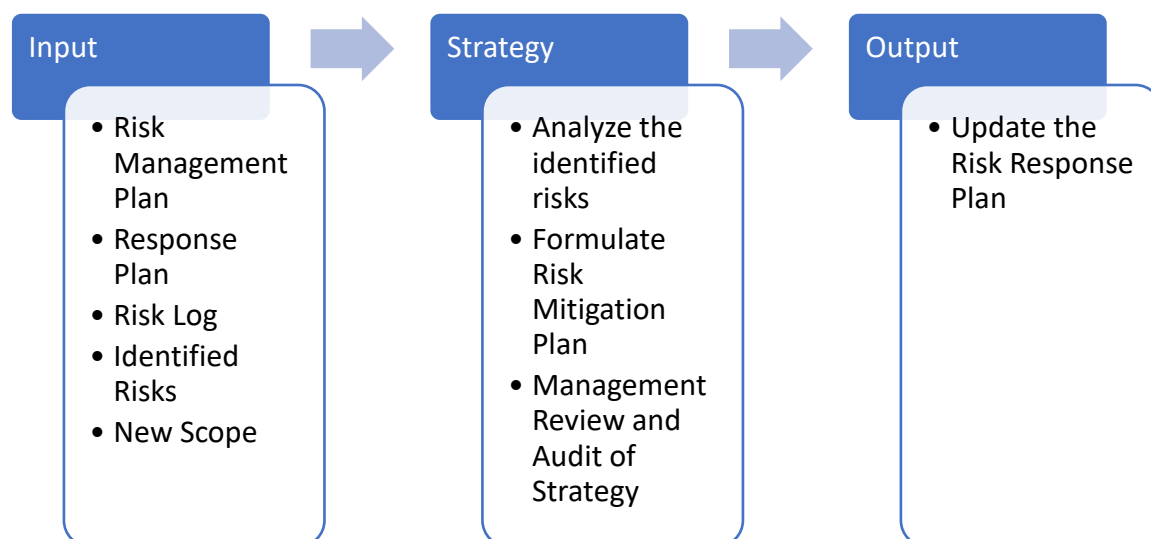 Input
• Risk
Management
Plan
• Response
Plan
• Risk Log
• Identified
Risks
• New Scope
Strategy
• Analyze the
identified
risks
• Formulate
Risk
Mitigation
Plan
• Management
Review and
Audit of
Strategy
Output
• Update the
Risk Response
Plan